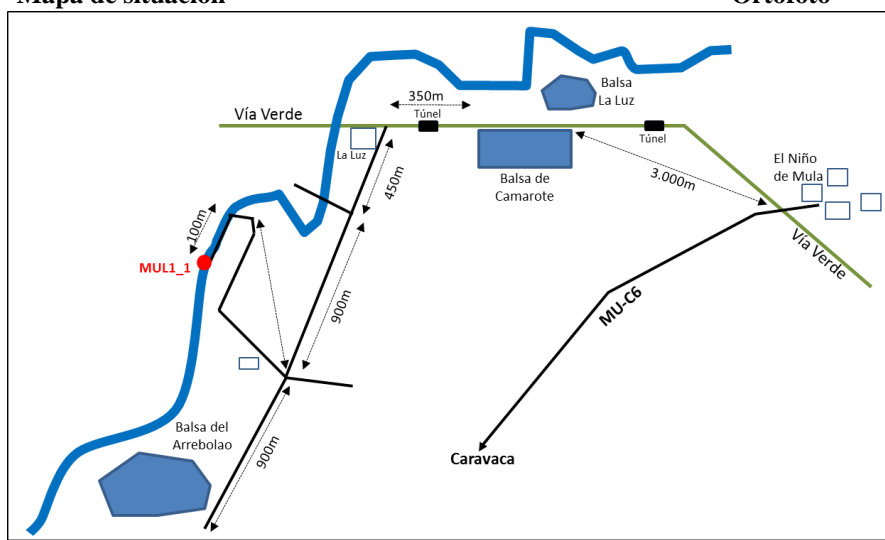 Mapa de situación
Ortofoto
Balsa
La Luz
350m
Vía Verde
Túnel
Túnel
La Luz
450m
Balsa de
Camarote
3.000m
El Niño
de Mula
100m
MUL1_1
Vía Verde
900m
MU-C6
Balsa del
Arrebolao
900m
Caravaca